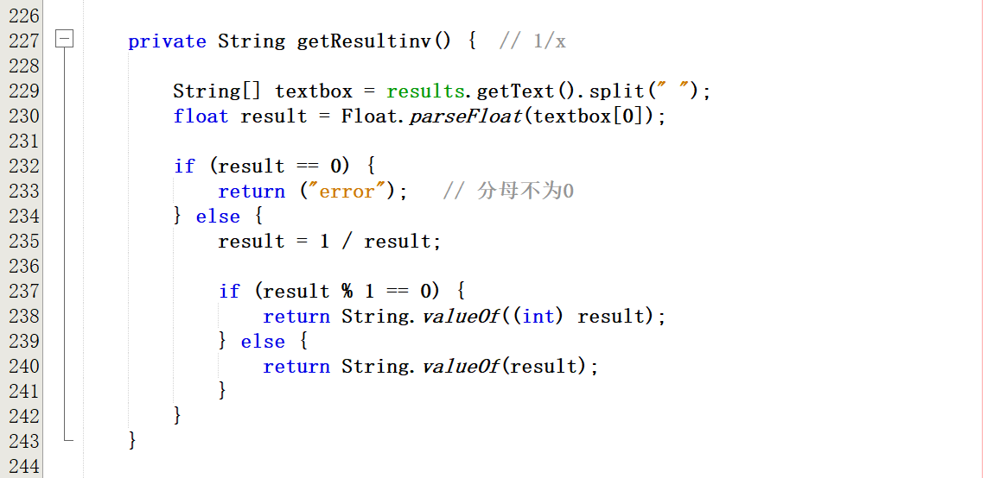 226
227 private String getResultinv() { // 1/x
228
229 String[] textbox = results.getText().split(" ");
230 float result = Float.parseFloat(textbox[0]);
231
232 if (result == 0) {
233 return ("error"); // 分母不为0
234 } else {
235 result = 1 / result;
236
237 if (result % 1 == 0) {
238 return String.valueOf((int) result);
239 } else {
240 return String.valueOf(result);
241 }
242 }
243 }
244